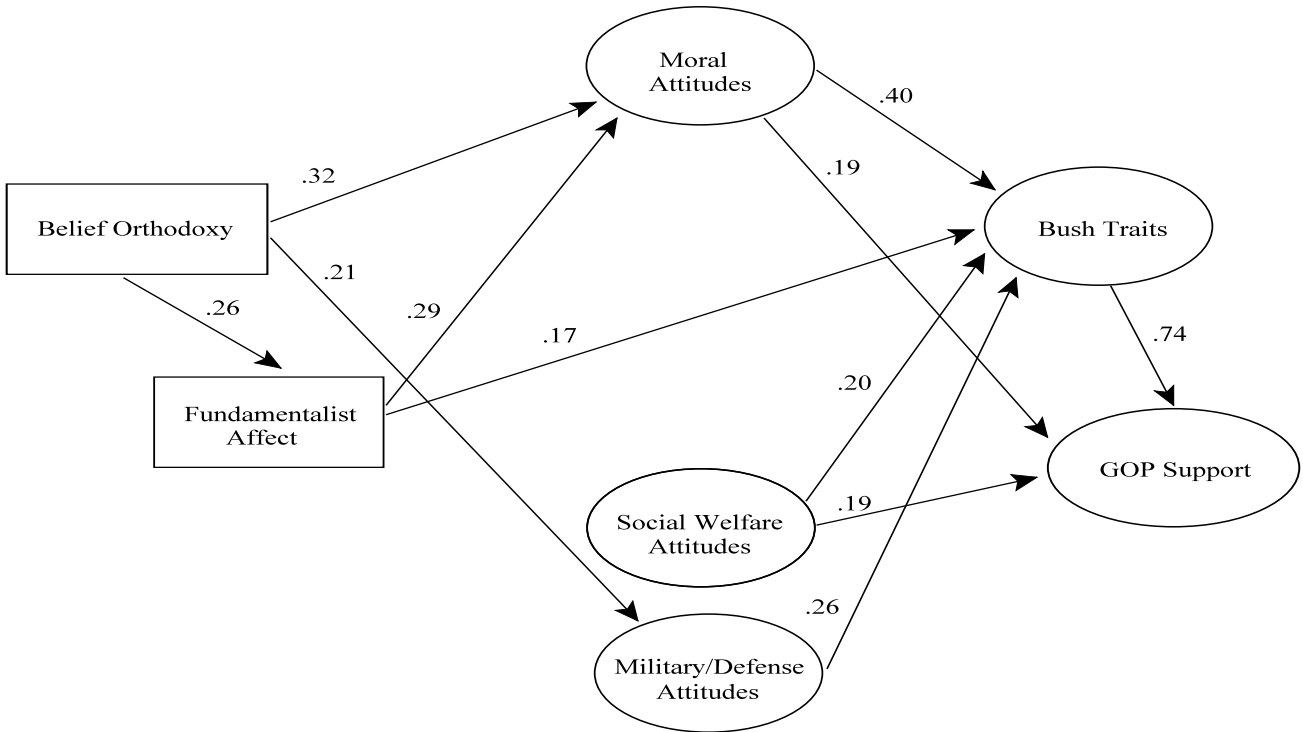 Moral
Attitudes
.40
.19
.32
Belief Orthodoxy
Bush Traits
.21
.26
.29
.17
.74
.20
Fundamentalist
Affect
GOP Support
.19
Social Welfare
Attitudes
.26
Military/Defense
Attitudes